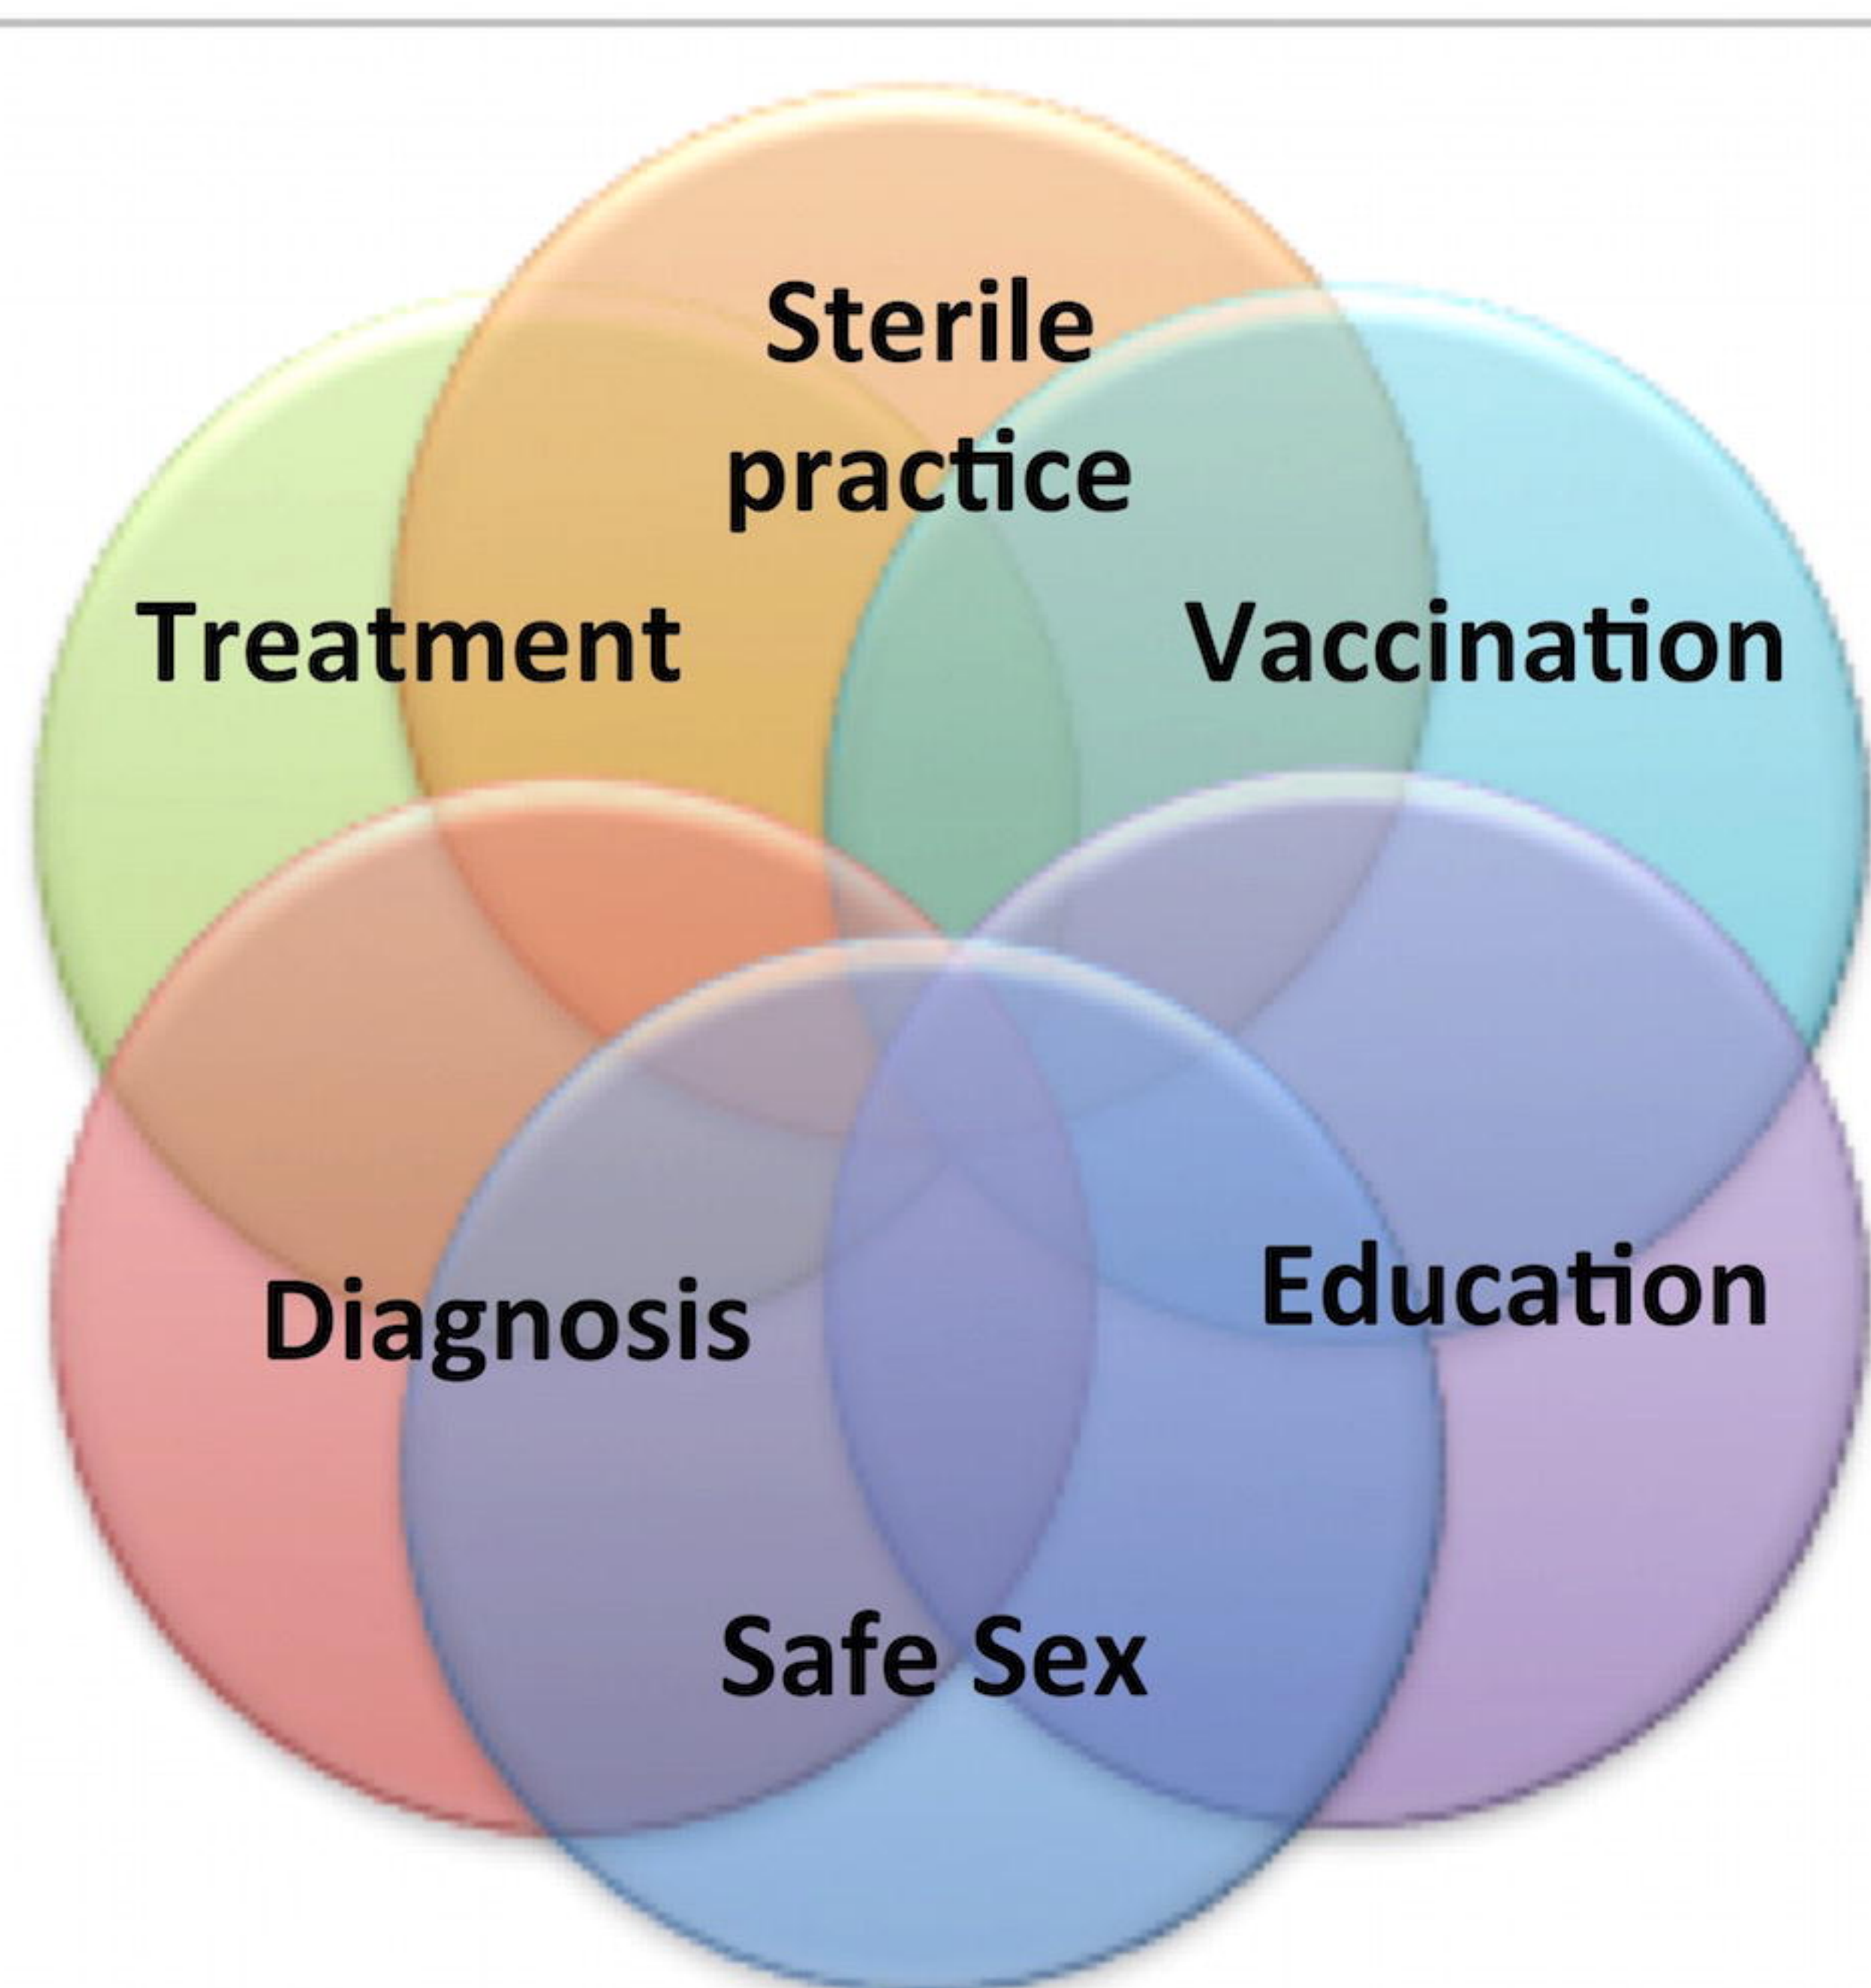 Sterile
practice
Treatment
Vaccination
Diagnosis
Education
Safe Sex